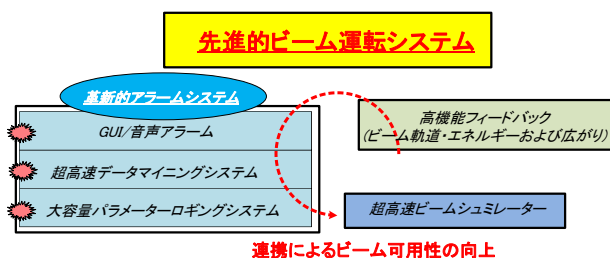 先進的ビーム運転システム
革新的アラームシステム
GUI/音声アラーム
超高速データマイニングシステム
大容量パラメーターロギングシステム
高機能フィードバック
(ビーム軌道・エネルギーおよび広がり)
超高速ビームシュミレーター
連携によるビーム可用性の向上